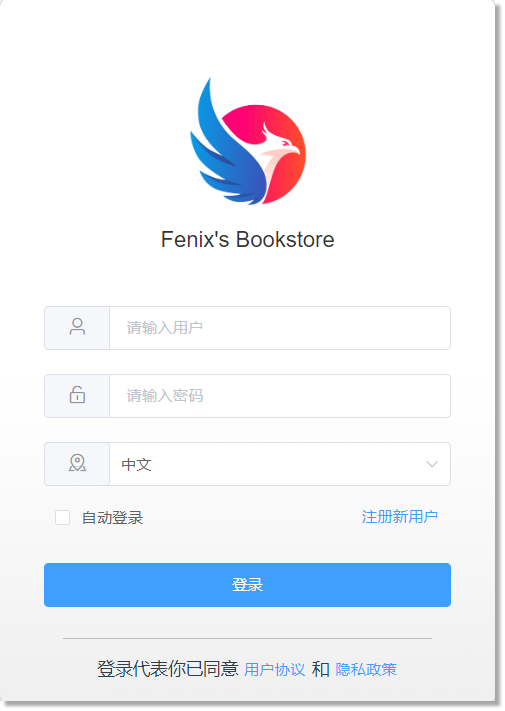 Fenix's Bookstore
请输入用户
请输入密码
中文
自动登录 注册新用户
登录
登录代表你已同意 用户协议 和 隐私政策